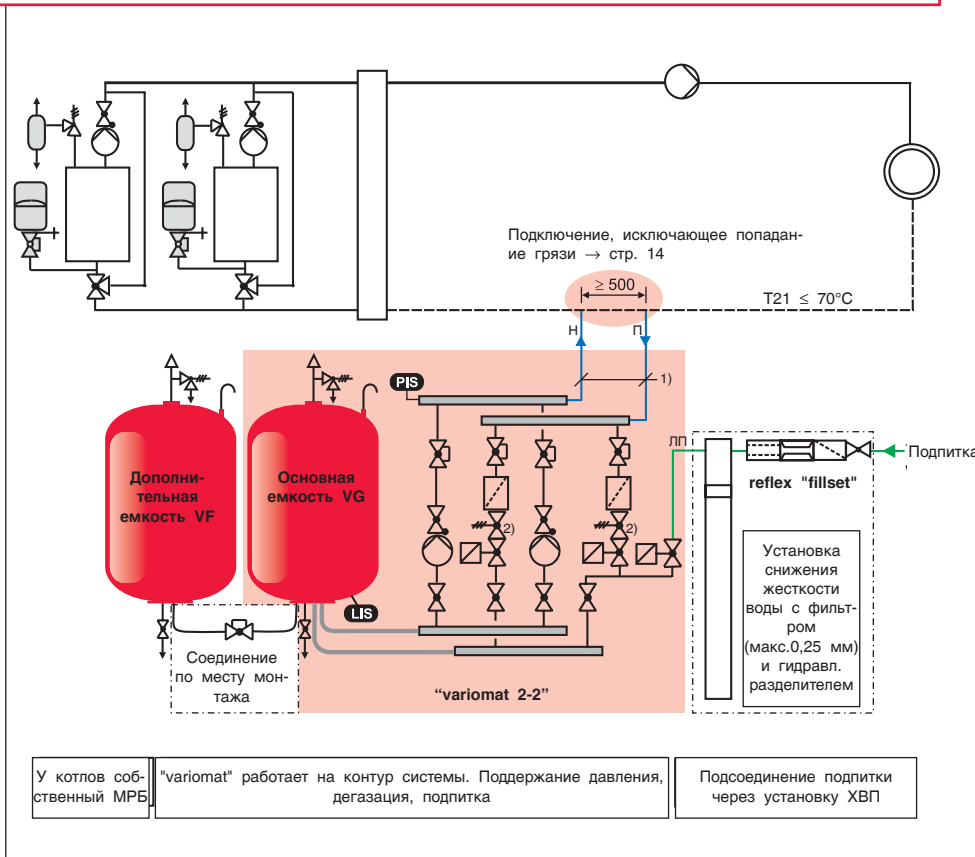 Подключение, исключающее попадан-
ие грязи → стр. 14
≥ 500
T21 ≤ 70°C
Н
П
1)
PIS
ЛП
Подпитка
reflex "fillset"
Дополни-
тельная
емкость VF
Основная
емкость VG
2)
2)
LIS
Установка
снижения
жесткости
воды с фильт-
ром
(макс.0,25 мм)
и гидравл.
разделителем
Соединение
по месту мон-
тажа
“variomat 2-2”
У котлов соб-
ственный МРБ
"variomat" работает на контур системы. Поддержание давления,
дегазация, подпитка
Подсоединение подпитки
через установку ХВП